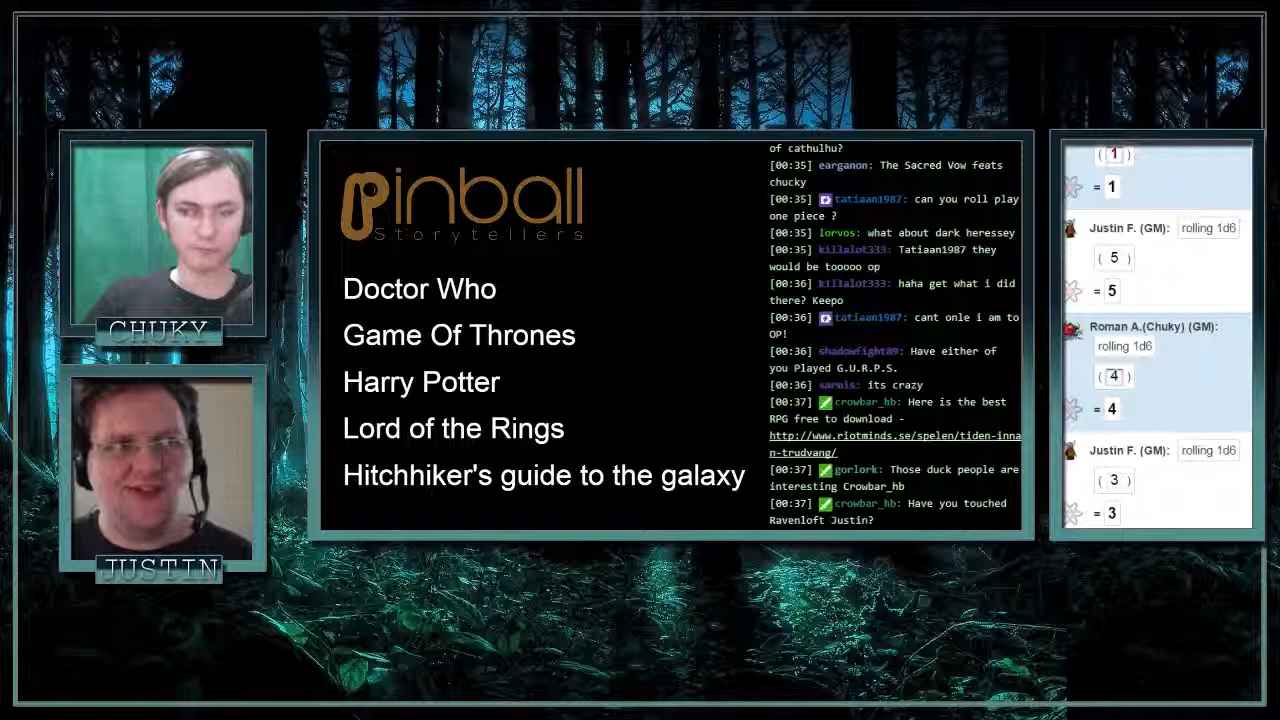 CHUKY
JUSTIN
Pinball
Storytellers
Doctor Who
Game Of Thrones
Harry Potter
Lord of the Rings
Hitchhiker's guide to the galaxy
of cathulhu?
[00:35] earganon: The Sacred Vow feats
chucky
[00:35] tatiaan1987: can you roll play
one piece ?
[00:35] lorvos: what about dark heressey
[00:35] killalot333: Tatiaan1987 they
would be tooooo op
[00:36] killalot333: haha get what i did
there? Keepo
[00:36] tatiaan1987: cant onle i am to
OP!
[00:36] shadowfight89: Have either of
you Played G.U.R.P.S.
[00:36] sarmis: its crazy
[00:37] crowbar_hb: Here is the best
RPG free to download -
http://www.riotminds.se/spelen/tiden-inna
n-trudvang/
[00:37] gorlork: Those duck people are
interesting Crowbar_hb
[00:37] crowbar_hb: Have you touched
Ravenloft Justin?
( 1 )
= 1
Justin F. (GM): rolling 1d6
( 5 )
= 5
Roman A.(Chuky) (GM):
rolling 1d6
( 4 )
= 4
Justin F. (GM): rolling 1d6
( 3 )
= 3